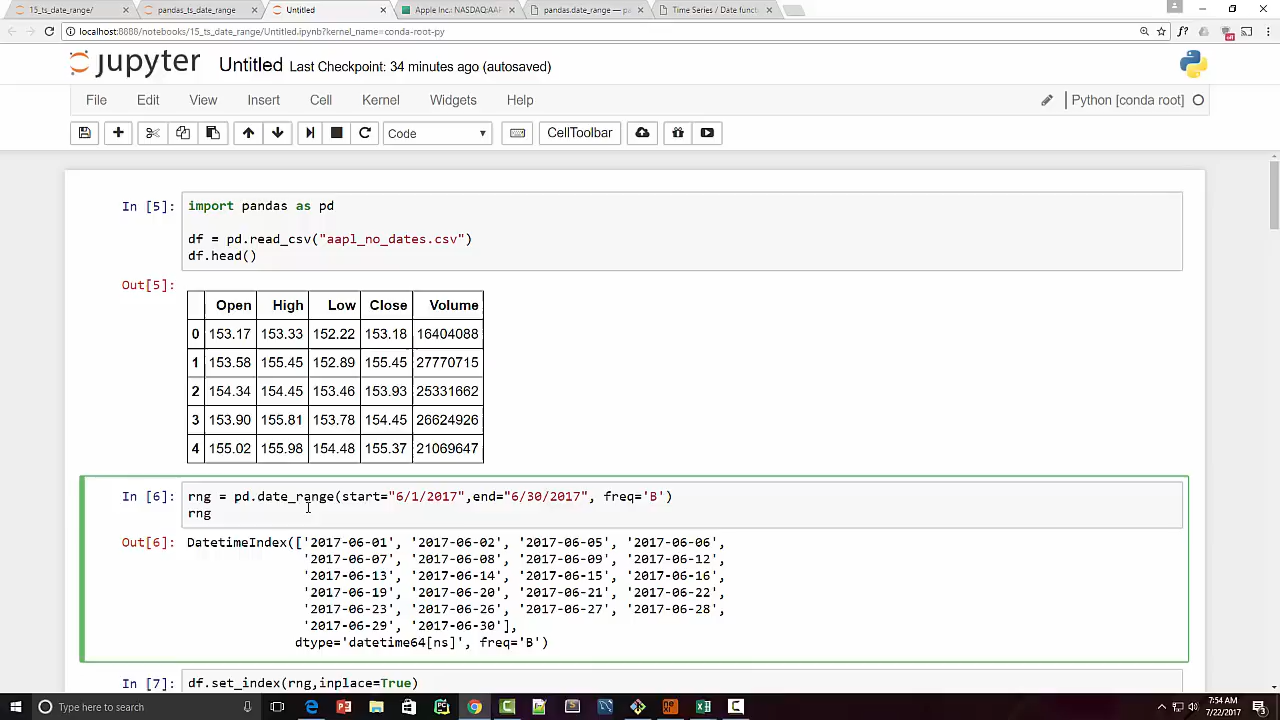 15_ts_date_range/
pandas_ts_date_range
Untitled
Apple Inc.: NASDAQ:AAP
pandas.date_range — pa
Time Series / Date functio
localhost:8888/notebooks/15_ts_date_range/Untitled.ipynb?kernel_name=conda-root-py
jupyter Untitled Last Checkpoint: 34 minutes ago (autosaved)
File Edit View Insert Cell Kernel Widgets Help
Python [conda root]
Code
CellToolbar
In [5]: import pandas as pd
df = pd.read_csv("aapl_no_dates.csv")
df.head()
Out[5]:
Open High Low Close Volume
0 153.17 153.33 152.22 153.18 16404088
1 153.58 155.45 152.89 155.45 27770715
2 154.34 154.45 153.46 153.93 25331662
3 153.90 155.81 153.78 154.45 26624926
4 155.02 155.98 154.48 155.37 21069647
In [6]: rng = pd.date_range(start="6/1/2017",end="6/30/2017", freq='B')
rng
Out[6]: DatetimeIndex(['2017-06-01', '2017-06-02', '2017-06-05', '2017-06-06',
'2017-06-07', '2017-06-08', '2017-06-09', '2017-06-12',
'2017-06-13', '2017-06-14', '2017-06-15', '2017-06-16',
'2017-06-19', '2017-06-20', '2017-06-21', '2017-06-22',
'2017-06-23', '2017-06-26', '2017-06-27', '2017-06-28',
'2017-06-29', '2017-06-30'],
dtype='datetime64[ns]', freq='B')
In [7]: df.set_index(rng,inplace=True)
Type here to search
7:54 AM
7/22/2017